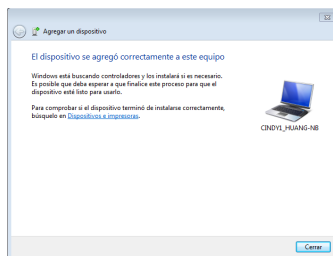 Agregar un dispositivo
El dispositivo se agregó correctamente a este equipo
Windows está buscando controladores y los instalará si es necesario.
Es posible que deba esperar a que finalice este proceso para que el
dispositivo esté listo para usarlo.
Para comprobar si el dispositivo terminó de instalarse correctamente,
búsquelo en Dispositivos e impresoras.
CINDY1_HUANG-NB
Cerrar